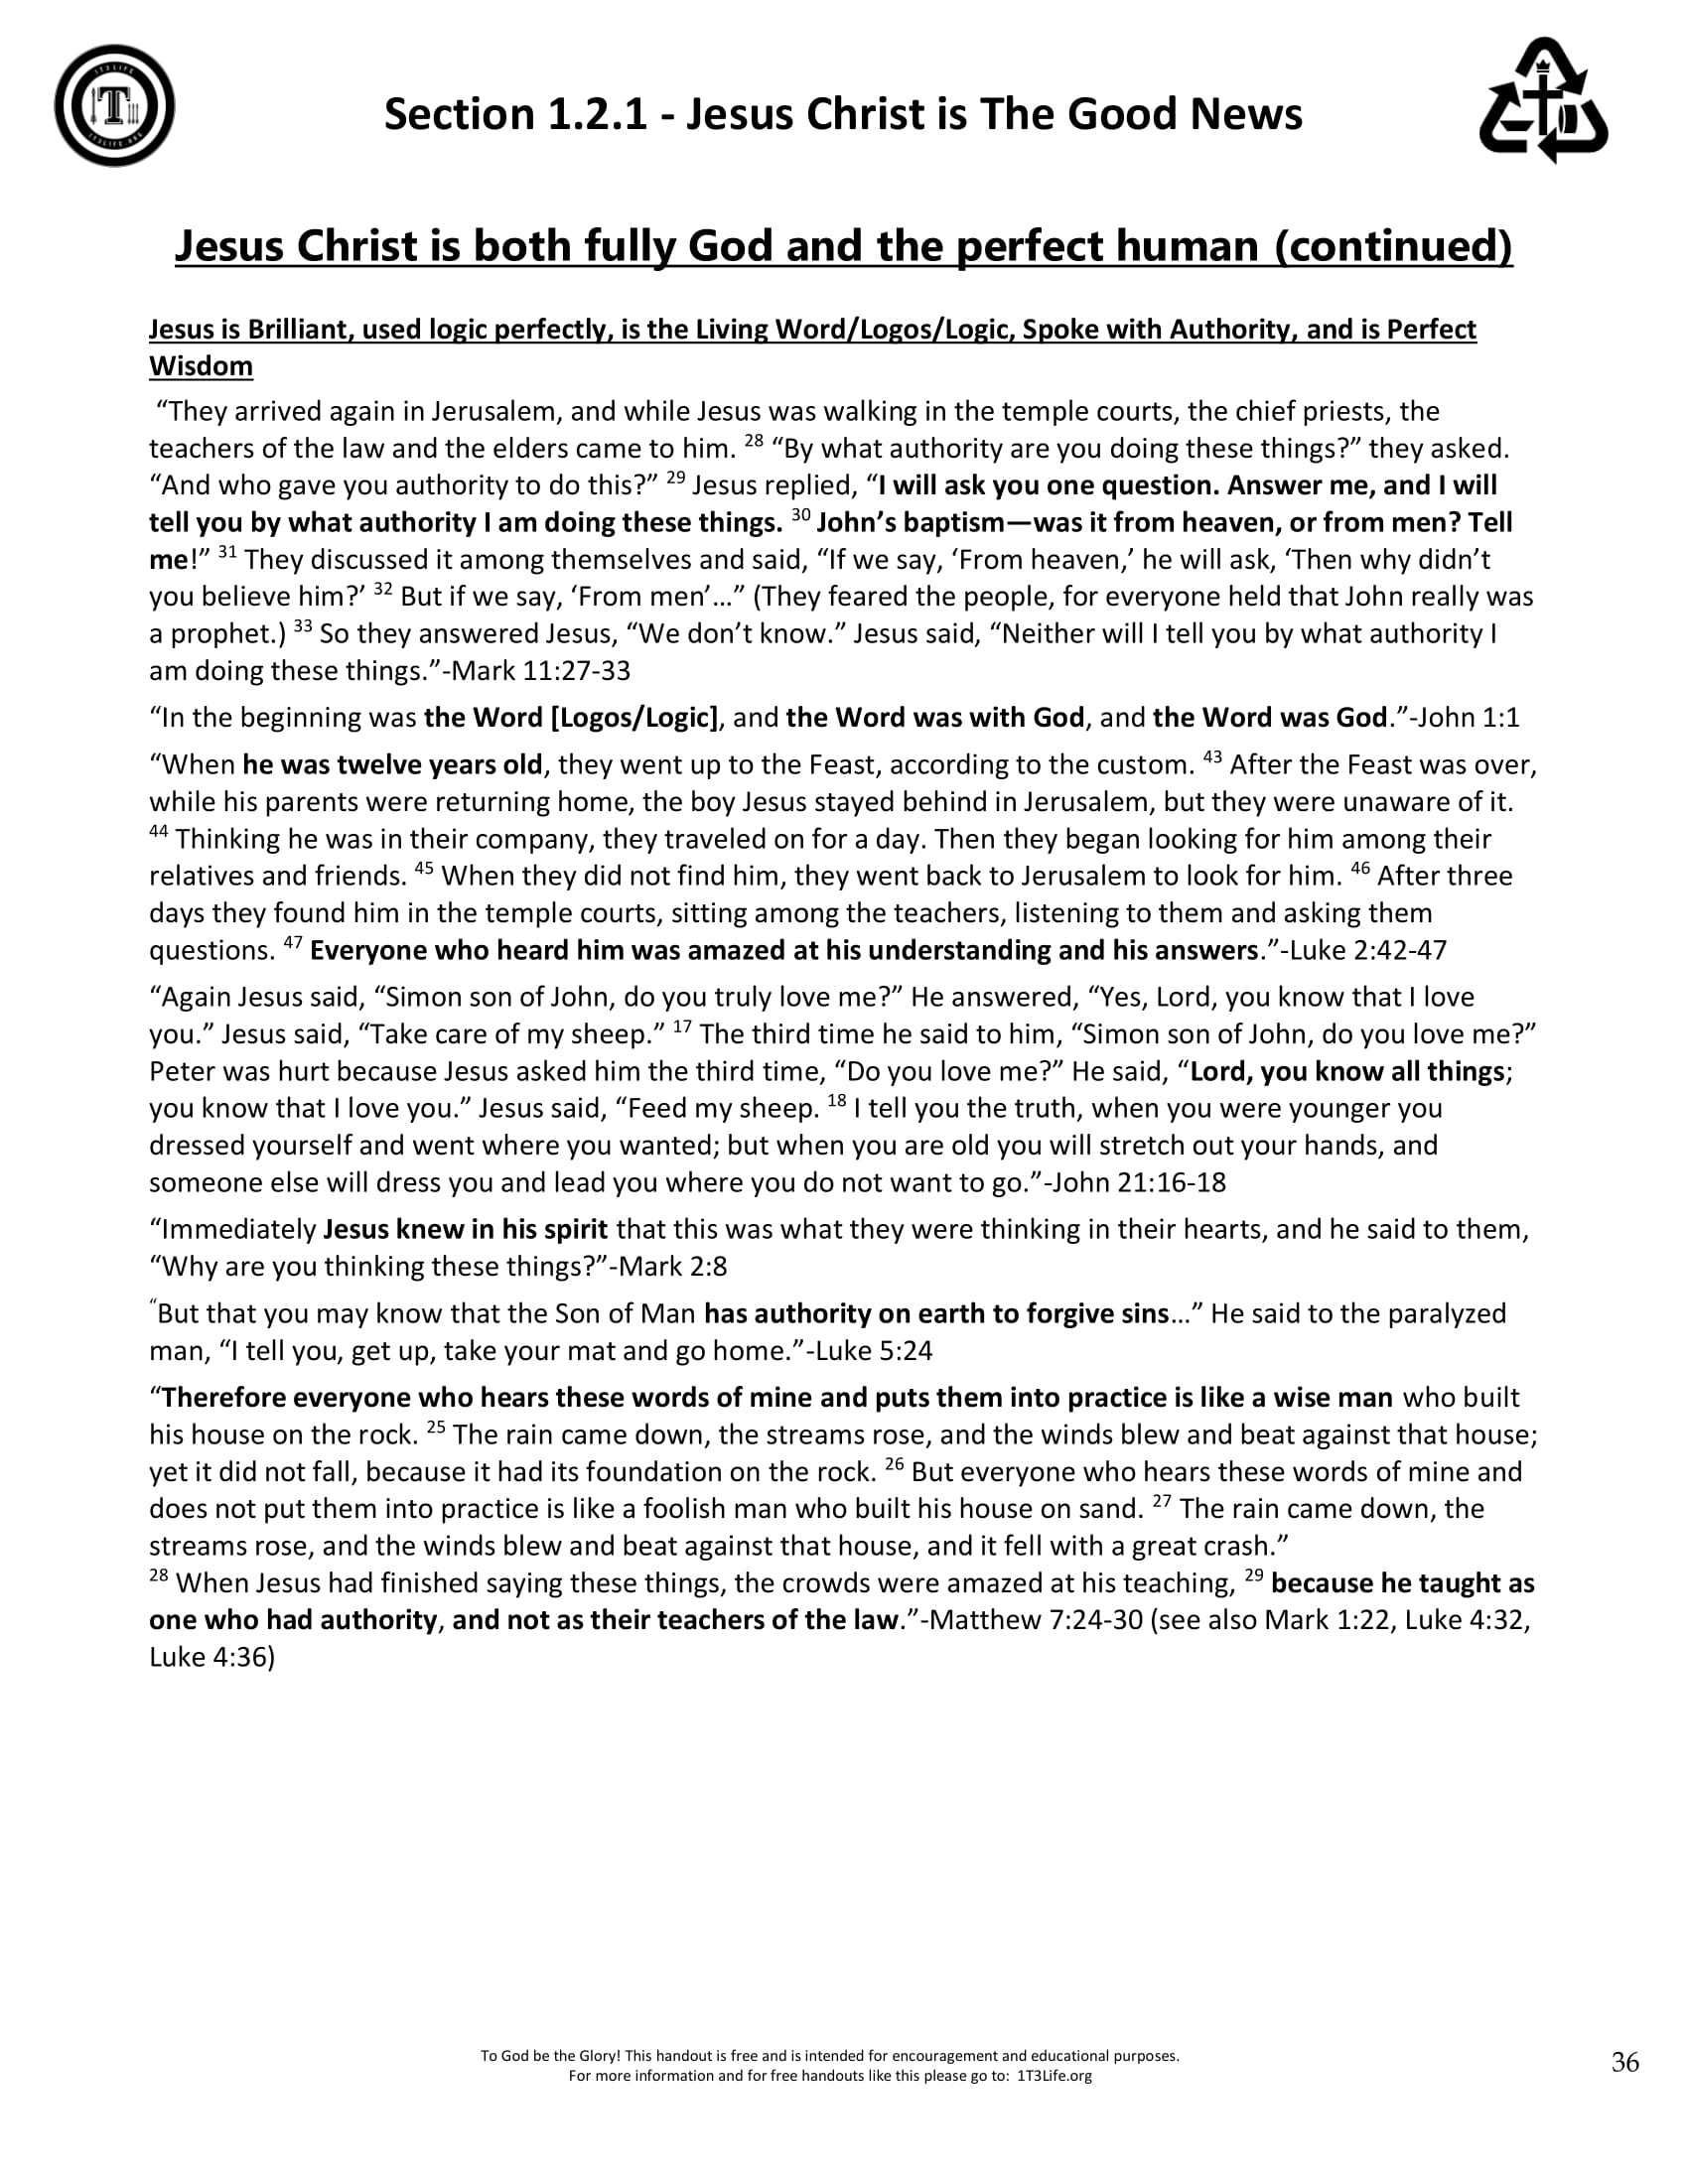 1T3LIFE
T
1T3LIFE.ORG
Section 1.2.1 - Jesus Christ is The Good News
Jesus Christ is both fully God and the perfect human (continued)
Jesus is Brilliant, used logic perfectly, is the Living Word/Logos/Logic, Spoke with Authority, and is Perfect
Wisdom
“They arrived again in Jerusalem, and while Jesus was walking in the temple courts, the chief priests, the
teachers of the law and the elders came to him. 28 “By what authority are you doing these things?” they asked.
“And who gave you authority to do this?” 29 Jesus replied, “I will ask you one question. Answer me, and I will
tell you by what authority I am doing these things. 30 John’s baptism—was it from heaven, or from men? Tell
me!” 31 They discussed it among themselves and said, “If we say, ‘From heaven,’ he will ask, ‘Then why didn’t
you believe him?’ 32 But if we say, ‘From men’…” (They feared the people, for everyone held that John really was
a prophet.) 33 So they answered Jesus, “We don’t know.” Jesus said, “Neither will I tell you by what authority I
am doing these things.”-Mark 11:27-33
“In the beginning was the Word [Logos/Logic], and the Word was with God, and the Word was God.”-John 1:1
“When he was twelve years old, they went up to the Feast, according to the custom. 43 After the Feast was over,
while his parents were returning home, the boy Jesus stayed behind in Jerusalem, but they were unaware of it.
44 Thinking he was in their company, they traveled on for a day. Then they began looking for him among their
relatives and friends. 45 When they did not find him, they went back to Jerusalem to look for him. 46 After three
days they found him in the temple courts, sitting among the teachers, listening to them and asking them
questions. 47 Everyone who heard him was amazed at his understanding and his answers.”-Luke 2:42-47
“Again Jesus said, “Simon son of John, do you truly love me?” He answered, “Yes, Lord, you know that I love
you.” Jesus said, “Take care of my sheep.” 17 The third time he said to him, “Simon son of John, do you love me?”
Peter was hurt because Jesus asked him the third time, “Do you love me?” He said, “Lord, you know all things;
you know that I love you.” Jesus said, “Feed my sheep. 18 I tell you the truth, when you were younger you
dressed yourself and went where you wanted; but when you are old you will stretch out your hands, and
someone else will dress you and lead you where you do not want to go.”-John 21:16-18
“Immediately Jesus knew in his spirit that this was what they were thinking in their hearts, and he said to them,
“Why are you thinking these things?”-Mark 2:8
“But that you may know that the Son of Man has authority on earth to forgive sins…” He said to the paralyzed
man, “I tell you, get up, take your mat and go home.”-Luke 5:24
“Therefore everyone who hears these words of mine and puts them into practice is like a wise man who built
his house on the rock. 25 The rain came down, the streams rose, and the winds blew and beat against that house;
yet it did not fall, because it had its foundation on the rock. 26 But everyone who hears these words of mine and
does not put them into practice is like a foolish man who built his house on sand. 27 The rain came down, the
streams rose, and the winds blew and beat against that house, and it fell with a great crash.”
28 When Jesus had finished saying these things, the crowds were amazed at his teaching, 29 because he taught as
one who had authority, and not as their teachers of the law.”-Matthew 7:24-30 (see also Mark 1:22, Luke 4:32,
Luke 4:36)
To God be the Glory! This handout is free and is intended for encouragement and educational purposes.
For more information and for free handouts like this please go to: 1T3Life.org
36